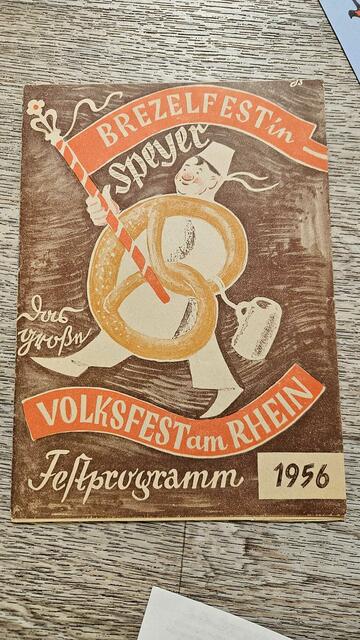 BREZELFEST in
Speyer
das
große
VOLKSFEST am RHEIN
Festprogramm
1956